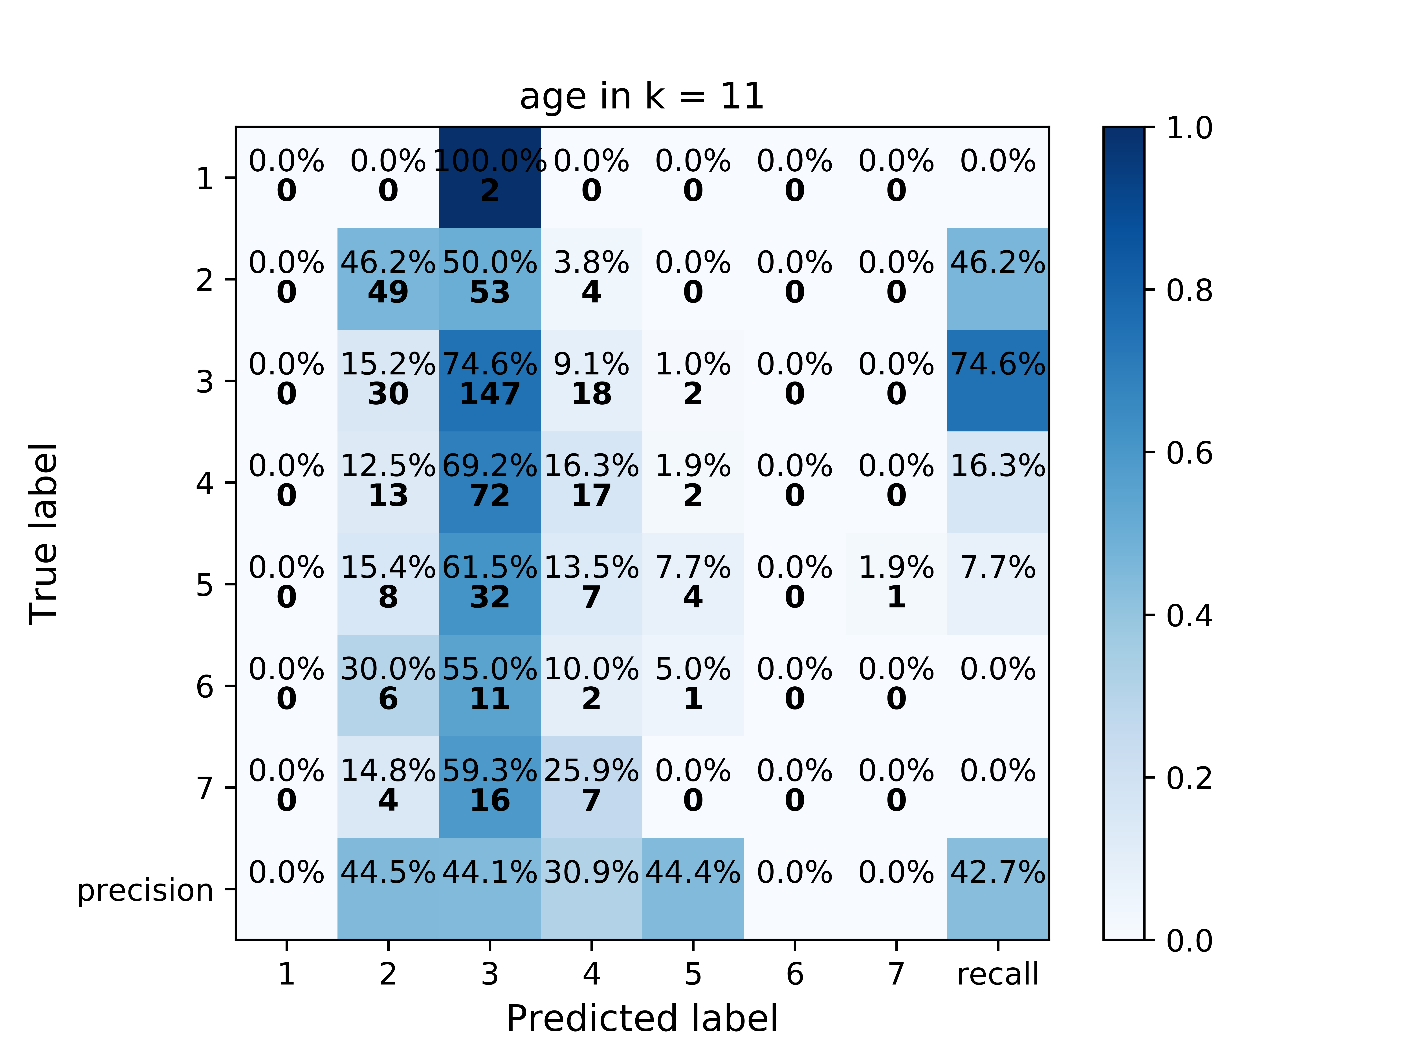 age in k = 11
0.0% 0.0% 100.0% 0.0% 0.0% 0.0% 0.0% 0.0%
1 0 0 2 0 0 0 0
0.0% 46.2% 50.0% 3.8% 0.0% 0.0% 0.0% 46.2%
2 0 49 53 4 0 0 0
0.0% 15.2% 74.6% 9.1% 1.0% 0.0% 0.0% 74.6%
3 0 30 147 18 2 0 0
0.0% 12.5% 69.2% 16.3% 1.9% 0.0% 0.0% 16.3%
4 0 13 72 17 2 0 0
0.0% 15.4% 61.5% 13.5% 7.7% 0.0% 1.9% 7.7%
5 0 8 32 7 4 0 1
0.0% 30.0% 55.0% 10.0% 5.0% 0.0% 0.0% 0.0%
6 0 6 11 2 1 0 0
0.0% 14.8% 59.3% 25.9% 0.0% 0.0% 0.0% 0.0%
7 0 4 16 7 0 0 0
precision 0.0% 44.5% 44.1% 30.9% 44.4% 0.0% 0.0% 42.7%
1 2 3 4 5 6 7 recall
Predicted label
True label
1.0
0.8
0.6
0.4
0.2
0.0